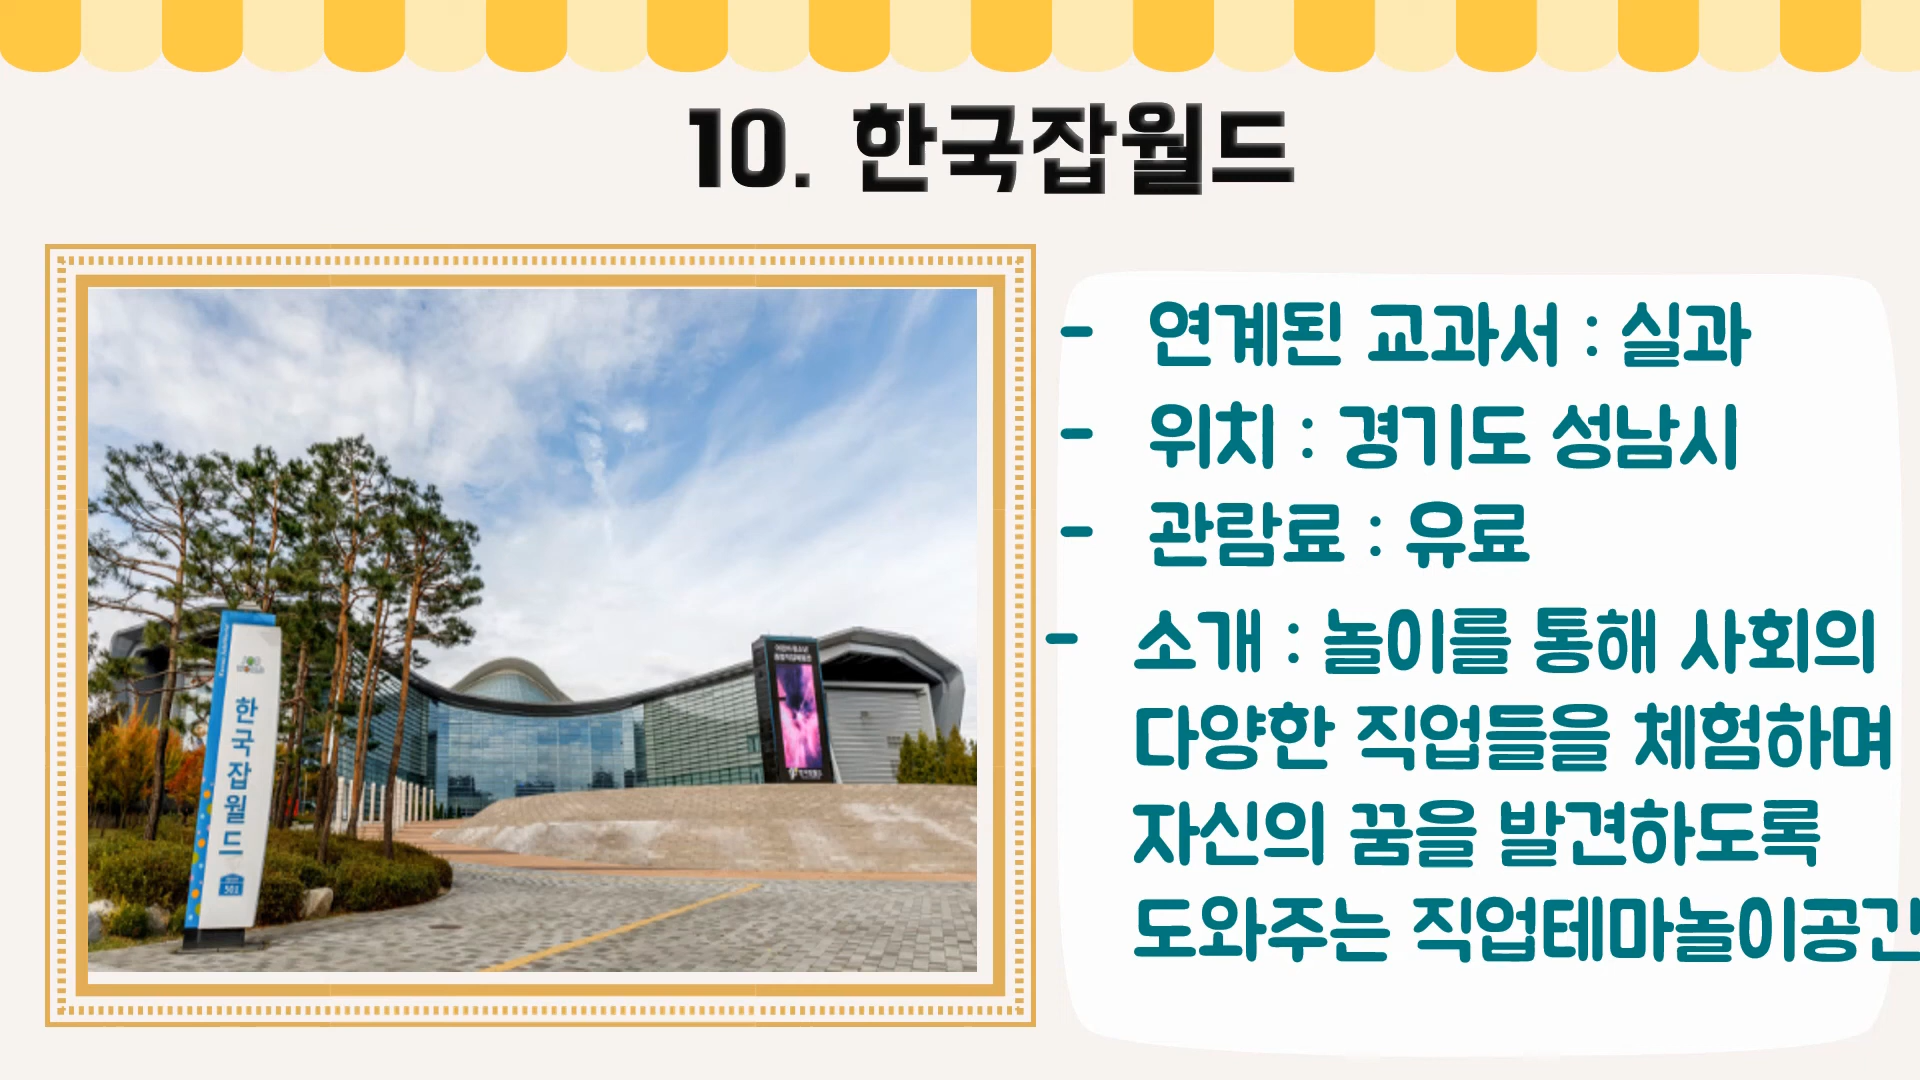 10. 한국잡월드
한국잡월드
- 연계된 교과서 : 실과
- 위치 : 경기도 성남시
- 관람료 : 유료
- 소개 : 놀이를 통해 사회의
다양한 직업들을 체험하며
자신의 꿈을 발견하도록
도와주는 직업테마놀이공간